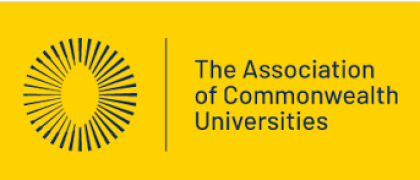 The Association
of Commonwealth
Universities